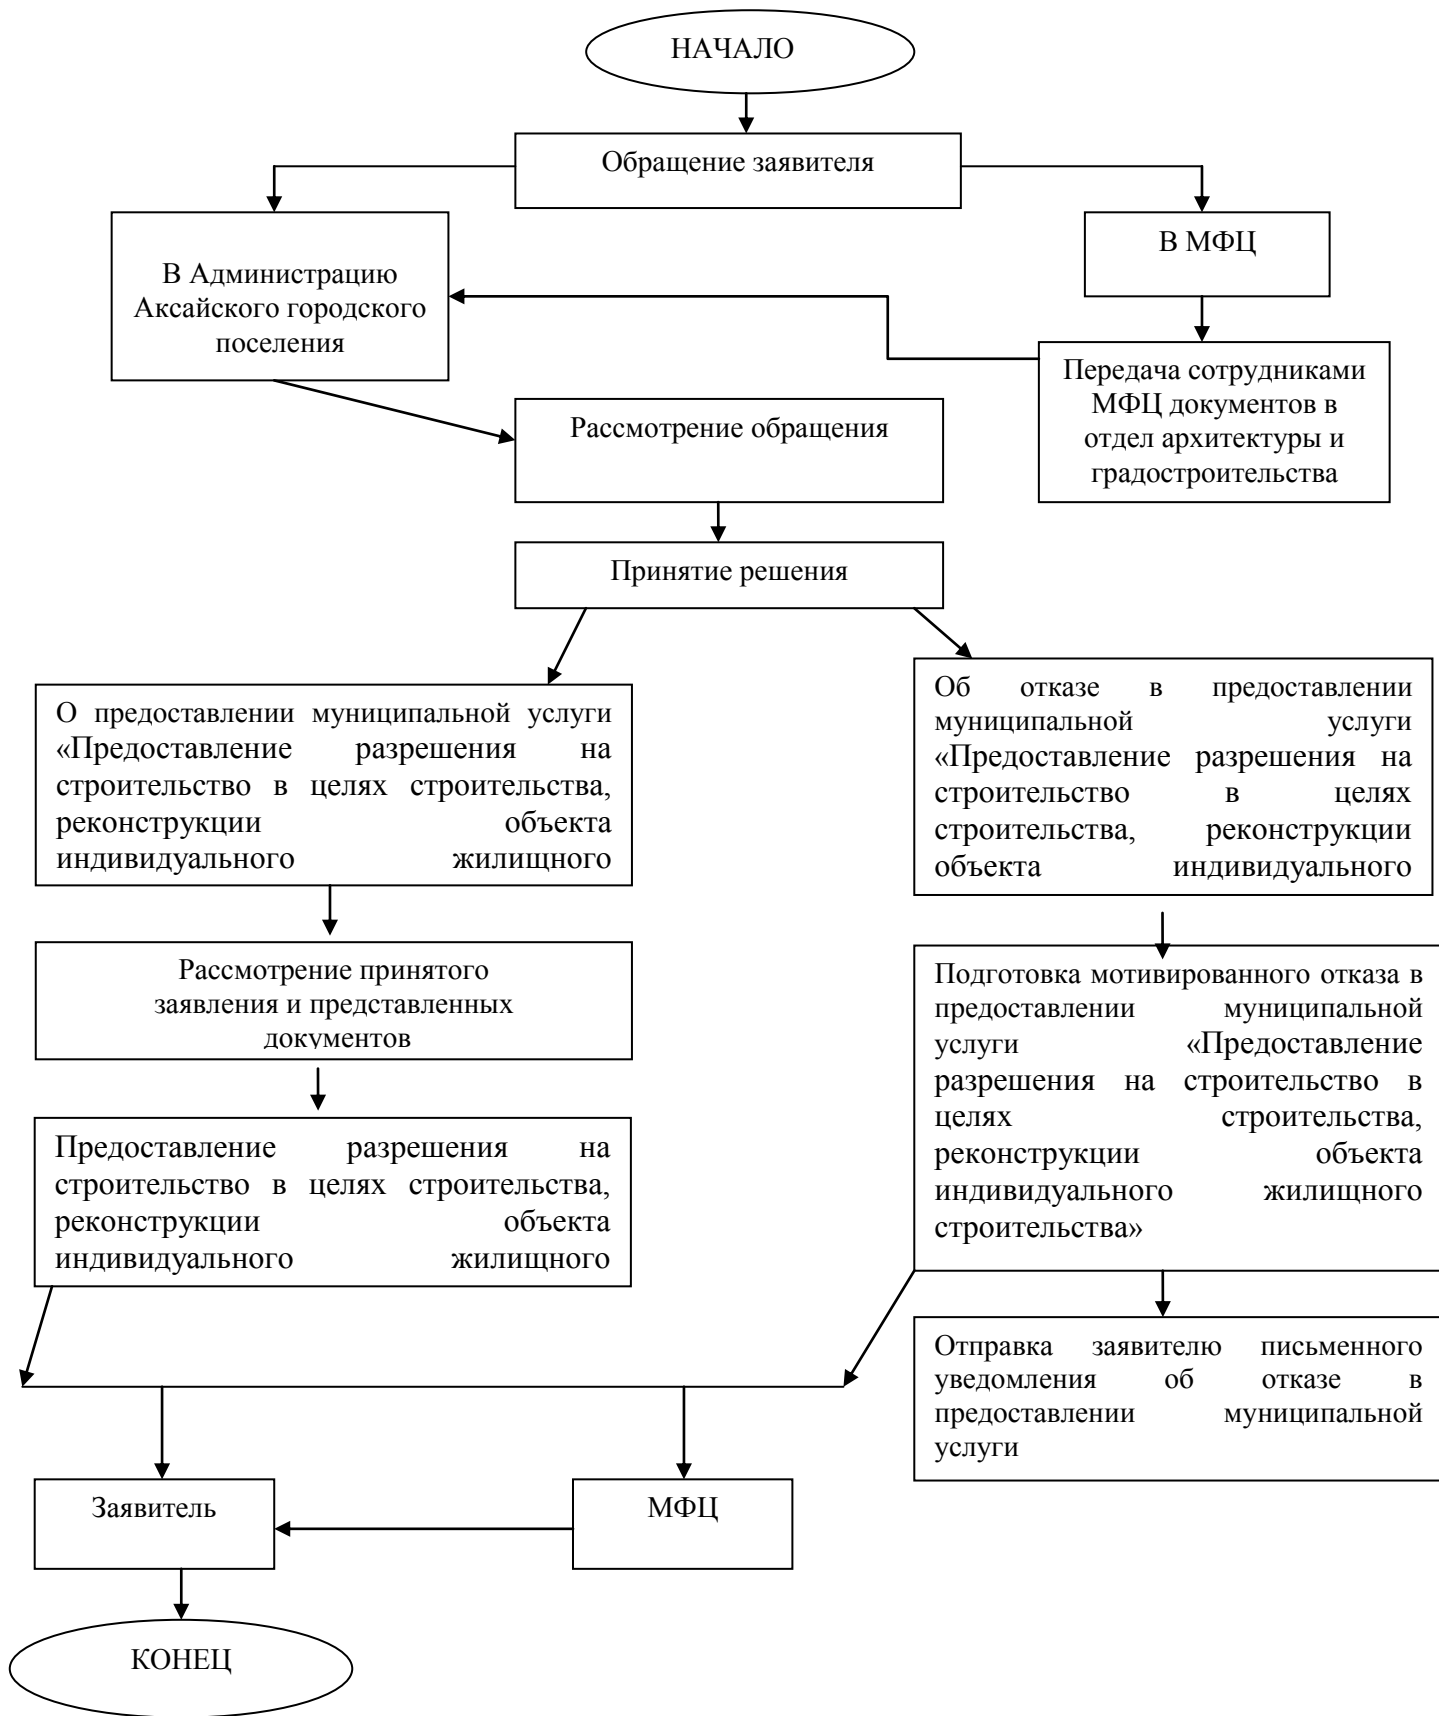 НАЧАЛО
Обращение заявителя
В Администрацию
Аксайского городского
поселения
В МФЦ
Передача сотрудниками
МФЦ документов в
отдел архитектуры и
градостроительства
Рассмотрение обращения
Принятие решения
О предоставлении муниципальной услуги
«Предоставление разрешения на
строительство в целях строительства,
реконструкции объекта
индивидуального жилищного
Об отказе в предоставлении
муниципальной услуги
«Предоставление разрешения на
строительство в целях
строительства, реконструкции
объекта индивидуального
Рассмотрение принятого
заявления и представленных
документов
Подготовка мотивированного отказа в
предоставлении муниципальной
услуги «Предоставление
разрешения на строительство в
целях строительства,
реконструкции объекта
индивидуального жилищного
строительства»
Предоставление разрешения на
строительство в целях строительства,
реконструкции объекта
индивидуального жилищного
Отправка заявителю письменного
уведомления об отказе в
предоставлении муниципальной
услуги
Заявитель
МФЦ
КОНЕЦ